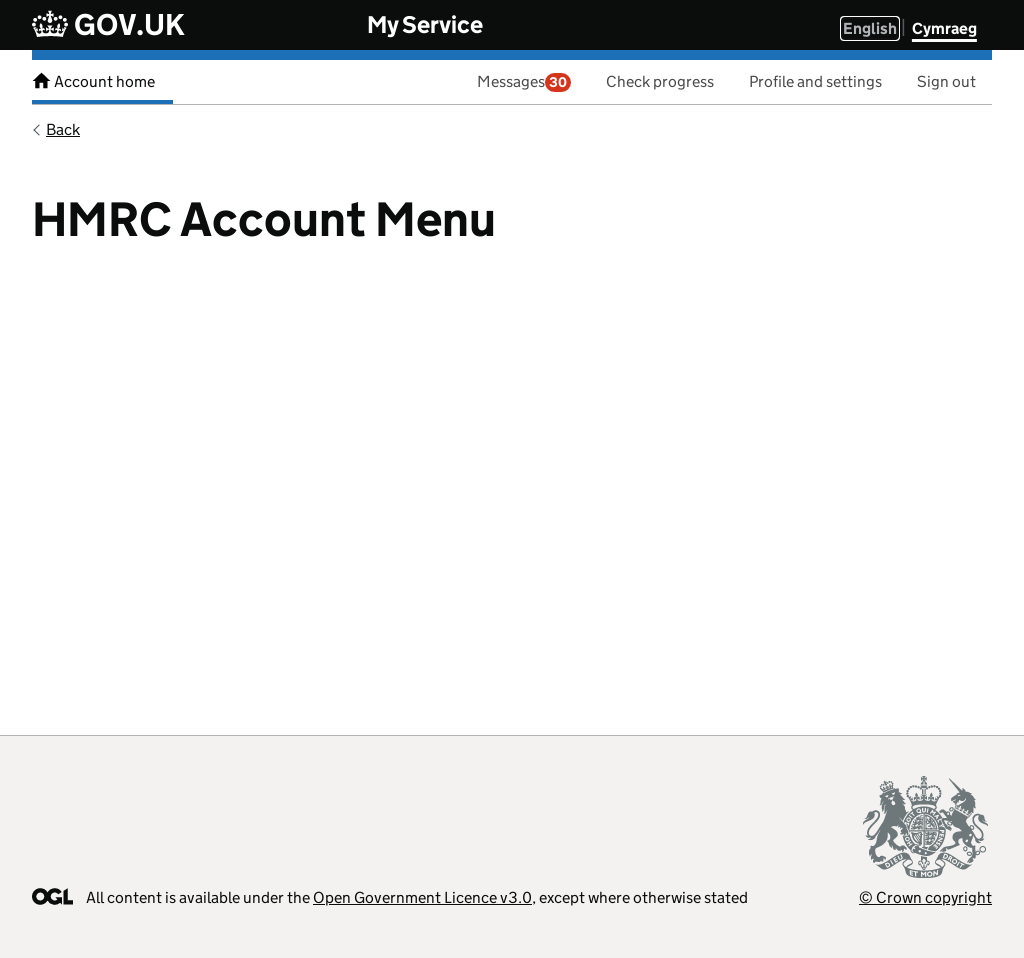 GOV.UK
My Service
English
Cymraeg
Account home
Messages 30
Check progress
Profile and settings
Sign out
Back
HMRC Account Menu
DIEU ET MON DROIT
OGL
All content is available under the Open Government Licence v3.0, except where otherwise stated
© Crown copyright